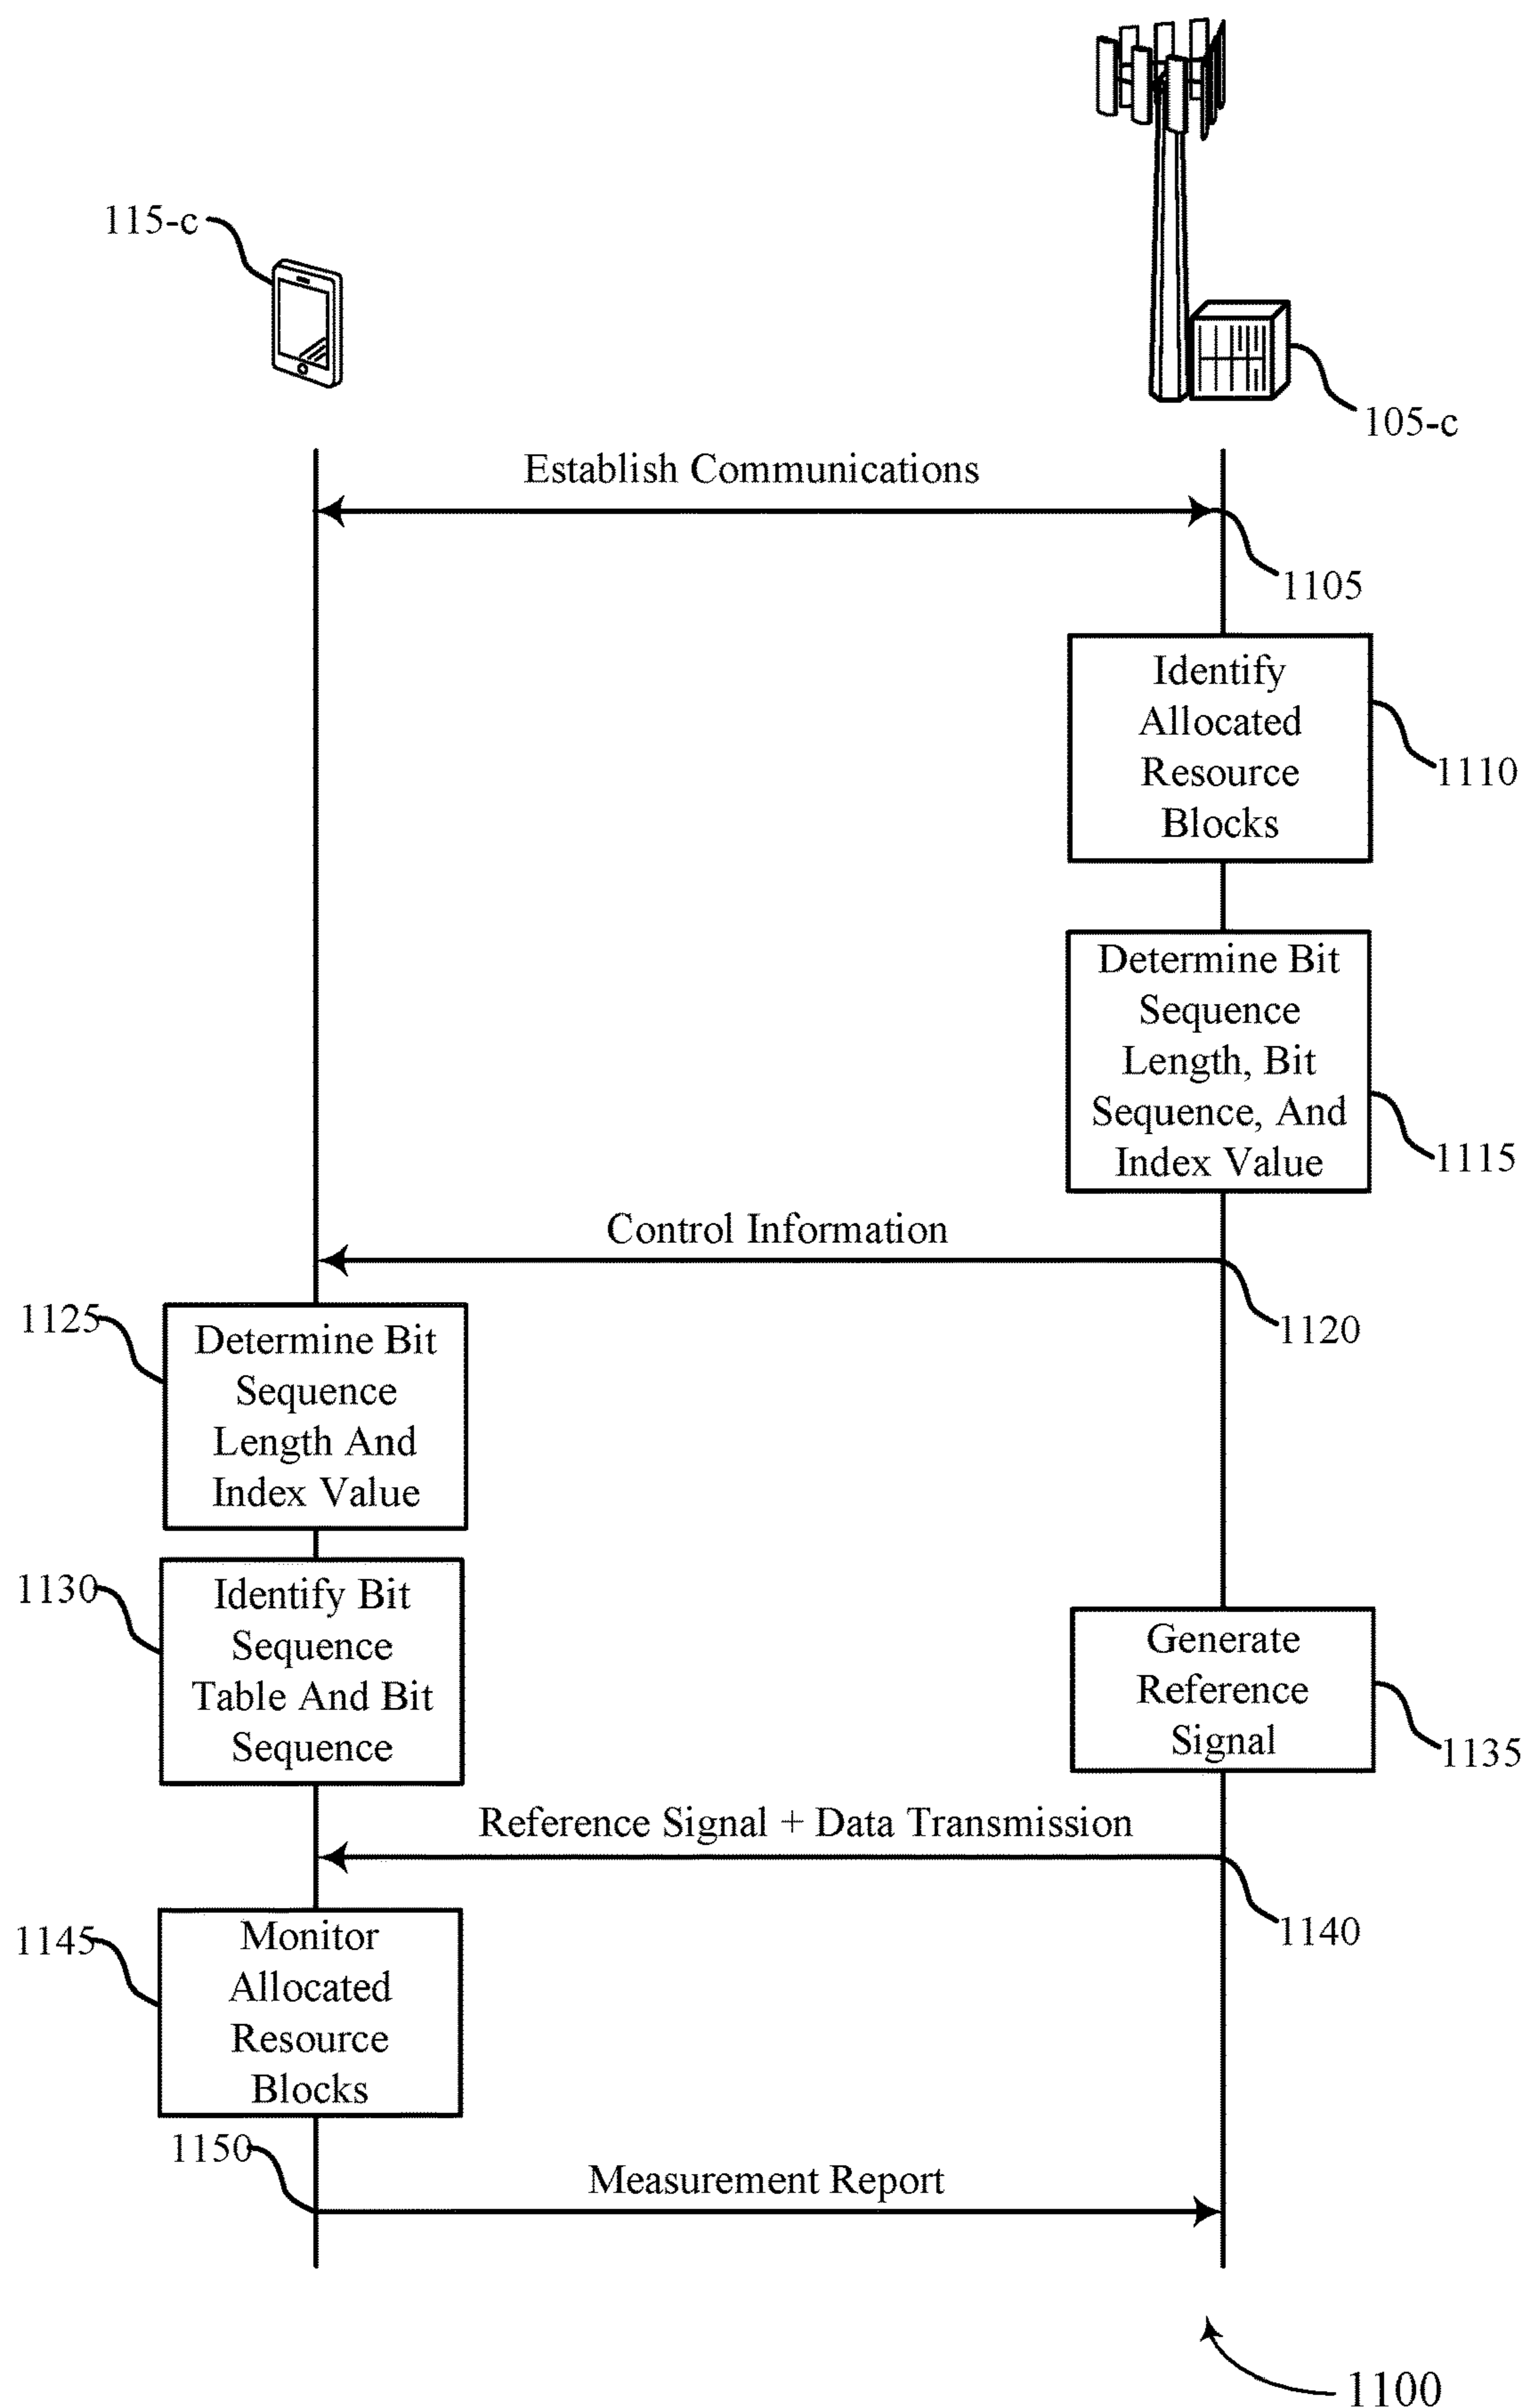 115-c
105-c
Establish Communications
1105
Identify
Allocated
Resource
Blocks
1110
Determine Bit
Sequence
Length, Bit
Sequence, And
Index Value
1115
Control Information
1120
1125
Determine Bit
Sequence
Length And
Index Value
1130
Identify Bit
Sequence
Table And Bit
Sequence
Generate
Reference
Signal
1135
Reference Signal + Data Transmission
1140
1145
Monitor
Allocated
Resource
Blocks
1150
Measurement Report
1100